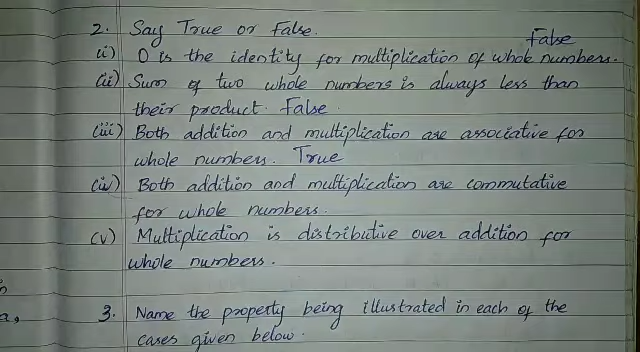 2. Say True or False.
False
(i) 0 is the identity for multiplication of whole numbers.
(ii) Sum of two whole numbers is always less than
their product. False.
(iii) Both addition and multiplication are associative for
whole numbers. True
(iv) Both addition and multiplication are commutative
for whole numbers.
(v) Multiplication is distributive over addition for
whole numbers.
3. Name the property being illustrated in each of the
cases given below.